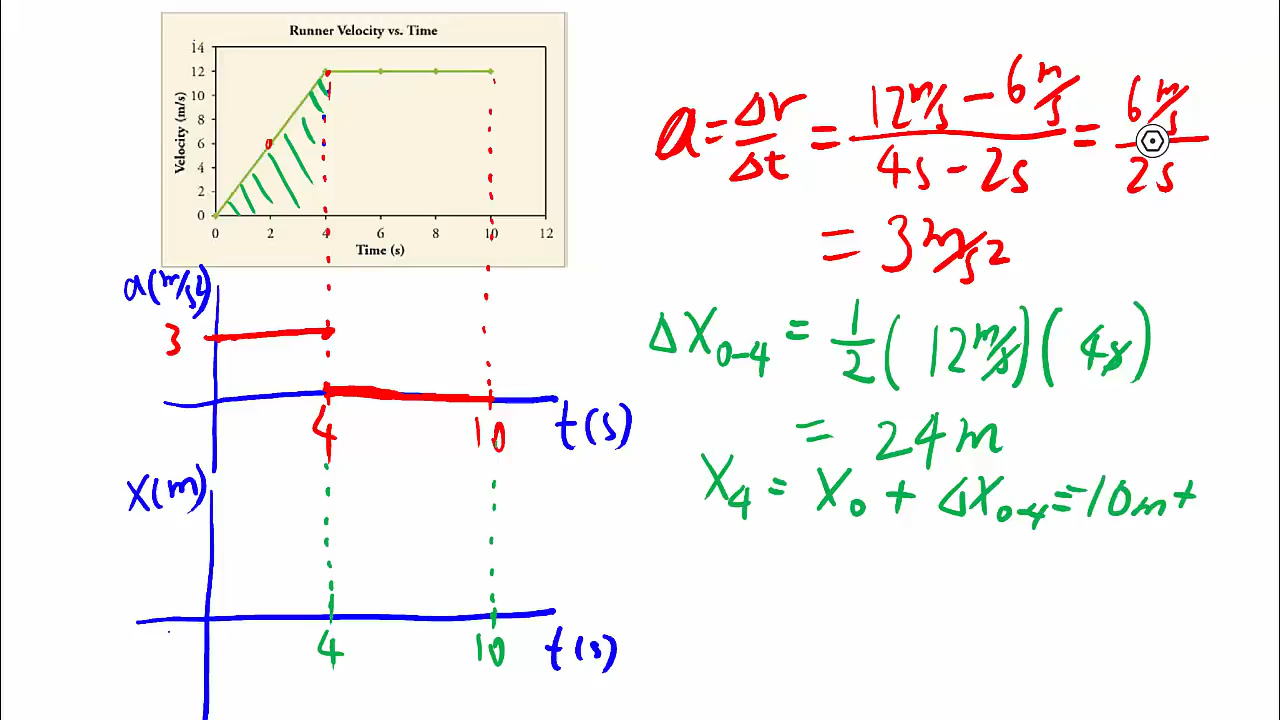 Runner Velocity vs. Time
14
12
10
8
6
4
2
0
Velocity (m/s)
0 2 4 6 8 10 12
Time (s)
a = Δv/Δt = (12 m/s − 6 m/s)/(4s − 2s) = 6 m/s / 2s
= 3 m/s²
a(m/s²)
3
4 10 t(s)
ΔX₀₋₄ = 1/2 (12 m/s)(4s)
= 24m
X₄ = X₀ + ΔX₀₋₄ = -10m +
X(m)
4 10 t(s)